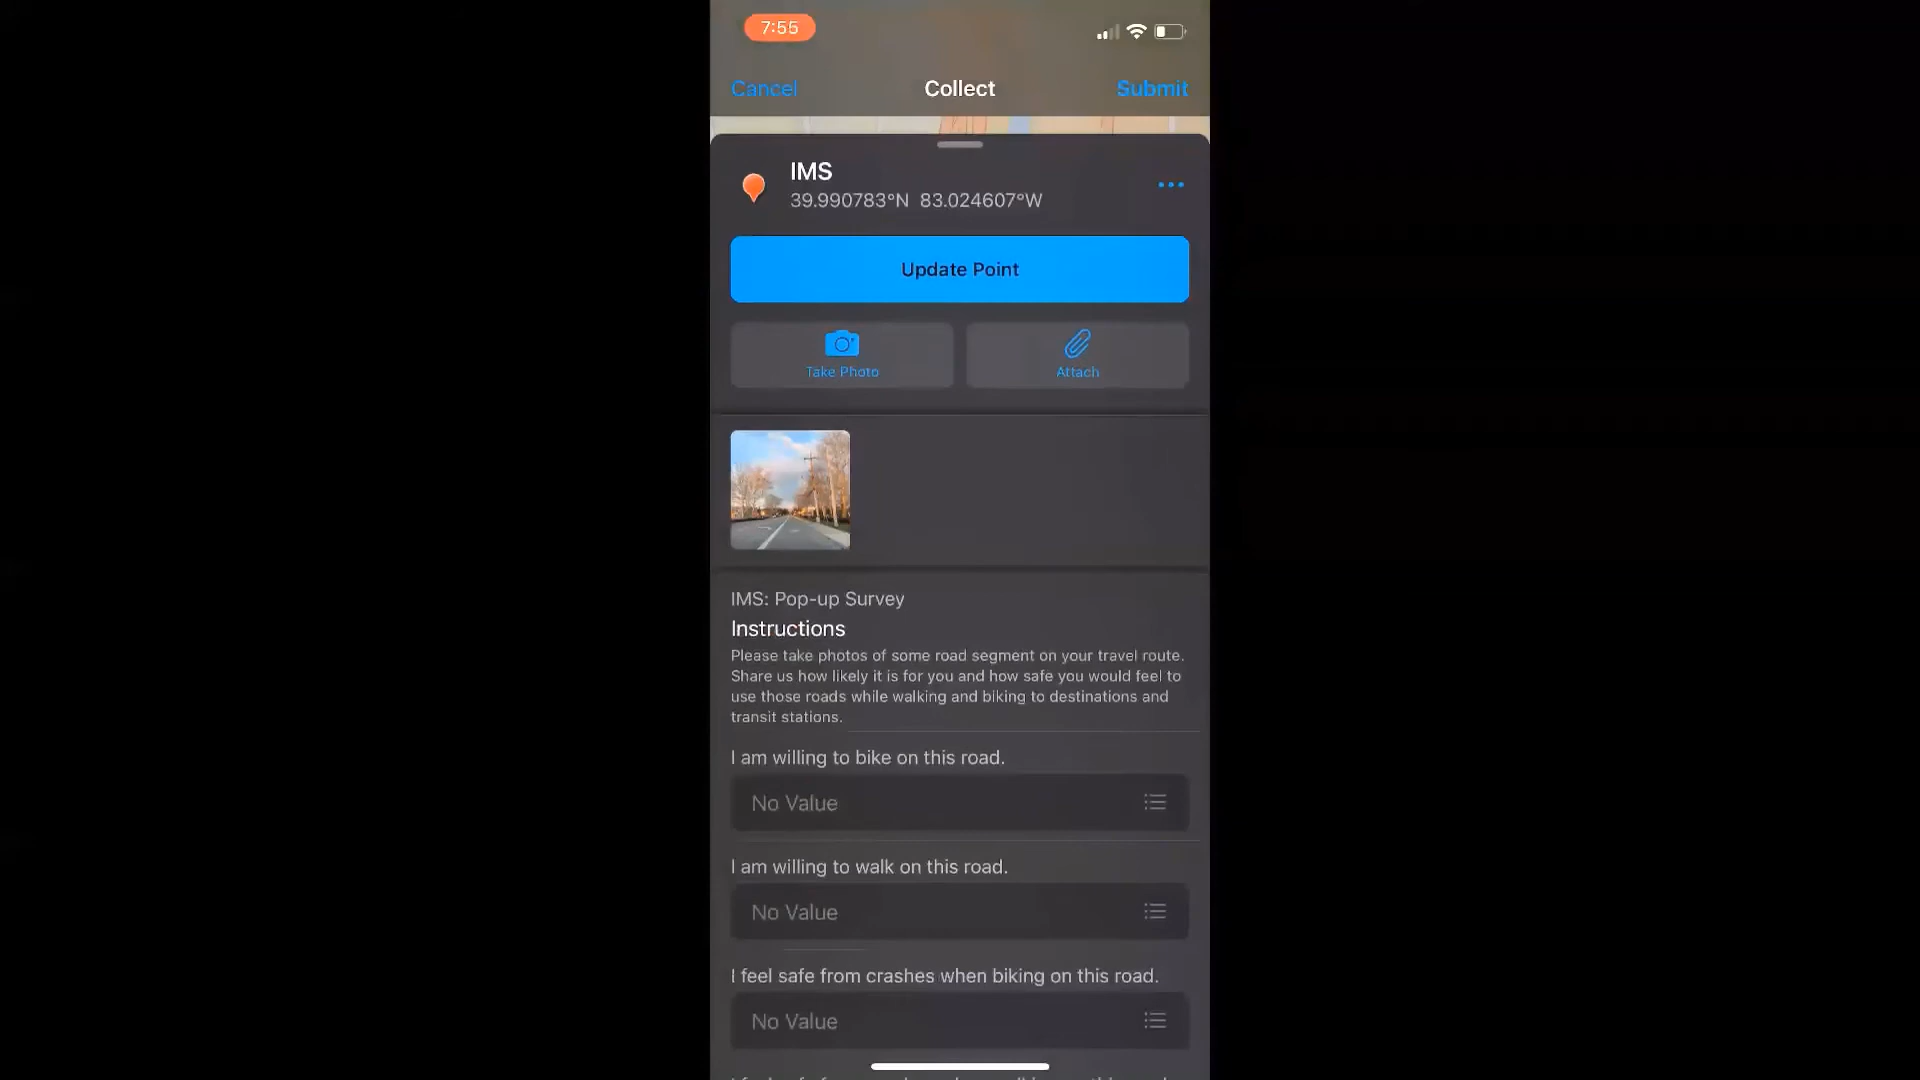 7:55
Cancel
Collect
Submit
IMS
39.990783°N 83.024607°W
Update Point
Take Photo
Attach
IMS: Pop-up Survey
Instructions
Please take photos of some road segment on your travel route.
Share us how likely it is for you and how safe you would feel to
use those roads while walking and biking to destinations and
transit stations.
I am willing to bike on this road.
No Value
I am willing to walk on this road.
No Value
I feel safe from crashes when biking on this road.
No Value